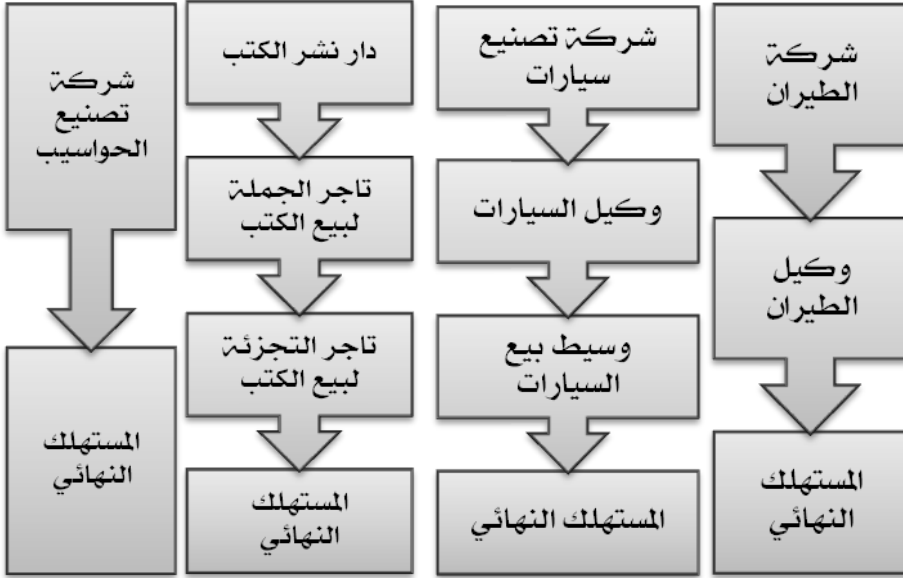 شركة
الطيران
وكيل
الطيران
المستهلك
النهائي
شركة تصنيع
سيارات
وكيل السيارات
وسيط بيع
السيارات
المستهلك النهائي
دار نشر الكتب
تاجر الجملة
لبيع الكتب
تاجر التجزئة
لبيع الكتب
المستهلك
النهائي
شركة
تصنيع
الحواسيب
المستهلك
النهائي